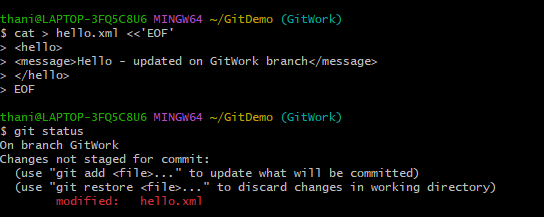 thani@LAPTOP-3FQ5C8U6 MINGW64 ~/GitDemo (GitWork)
$ cat > hello.xml <<'EOF'
> <hello>
> <message>Hello - updated on GitWork branch</message>
> </hello>
> EOF
thani@LAPTOP-3FQ5C8U6 MINGW64 ~/GitDemo (GitWork)
$ git status
On branch GitWork
Changes not staged for commit:
  (use "git add <file>..." to update what will be committed)
  (use "git restore <file>..." to discard changes in working directory)
        modified:   hello.xml